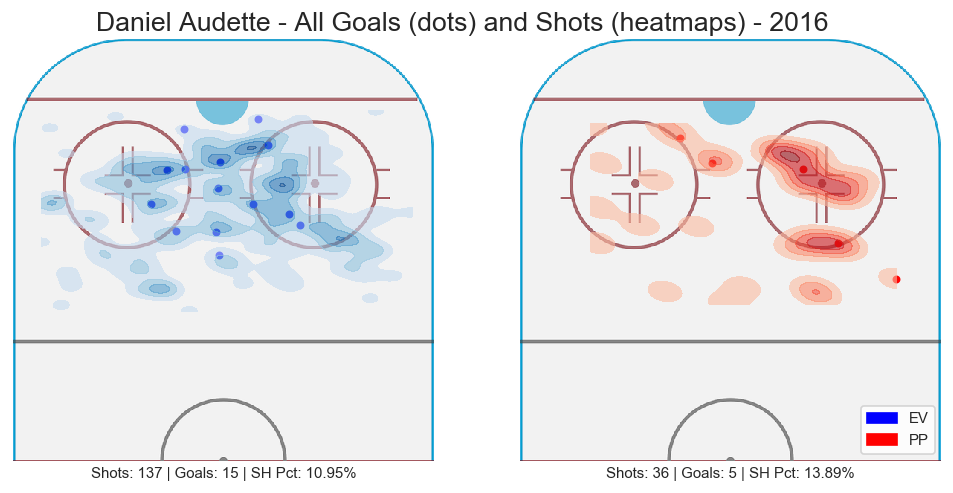 Daniel Audette - All Goals (dots) and Shots (heatmaps) - 2016
EV
PP
Shots: 137 | Goals: 15 | SH Pct: 10.95%
Shots: 36 | Goals: 5 | SH Pct: 13.89%